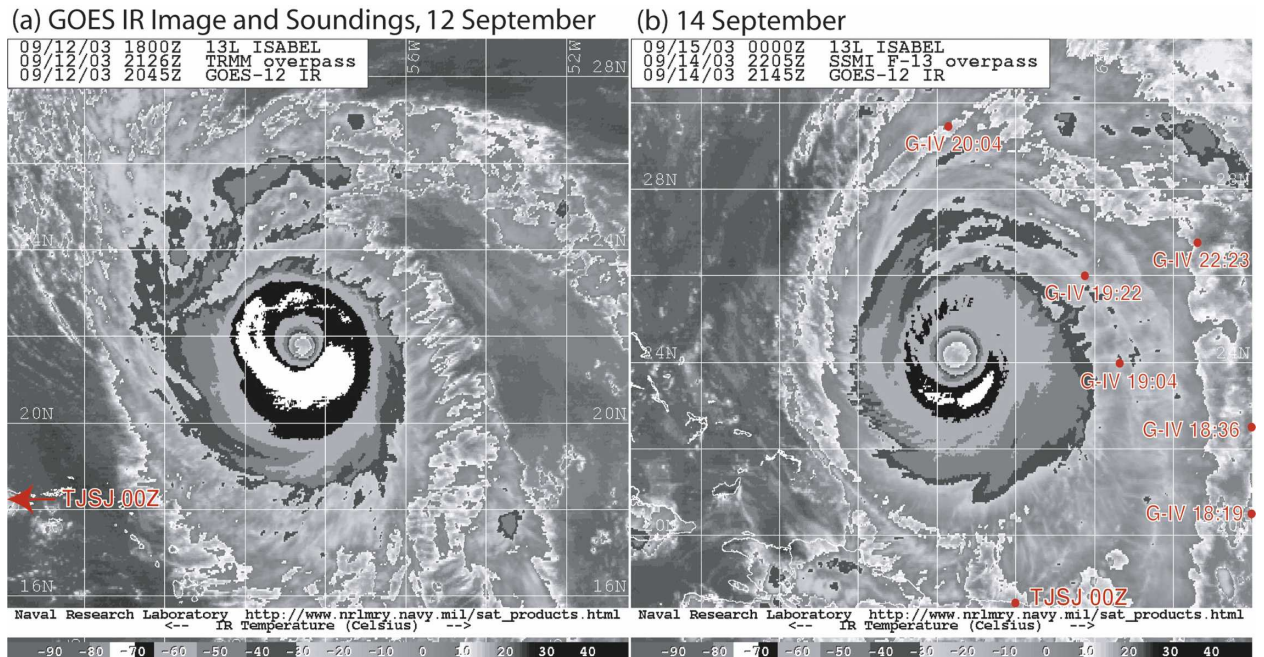 (a) GOES IR Image and Soundings, 12 September
09/12/03 1800Z 13L ISABEL
09/12/03 2126Z TRMM overpass
09/12/03 2045Z GOES-12 IR
56W
52W
28N
24N
24N
20N
20N
TJSJ 00Z
16N
16N
Naval Research Laboratory http://www.nrlmry.navy.mil/sat_products.html
<-- IR Temperature (Celsius) -->
-90 -80 -70 -60 -50 -40 -30 -20 -10 0 10 20 30 40
(b) 14 September
09/15/03 0000Z 13L ISABEL
09/14/03 2205Z SSMI F-13 overpass
09/14/03 2145Z GOES-12 IR
G-IV 20:04
28N
28N
G-IV 22:23
G-IV 19:22
24N
24N
G-IV 19:04
G-IV 18:36
G-IV 18:19
20N
TJSJ 00Z
Naval Research Laboratory http://www.nrlmry.navy.mil/sat_products.html
<-- IR Temperature (Celsius) -->
-90 -80 -70 -60 -50 -40 -30 -20 -10 0 10 20 30 40